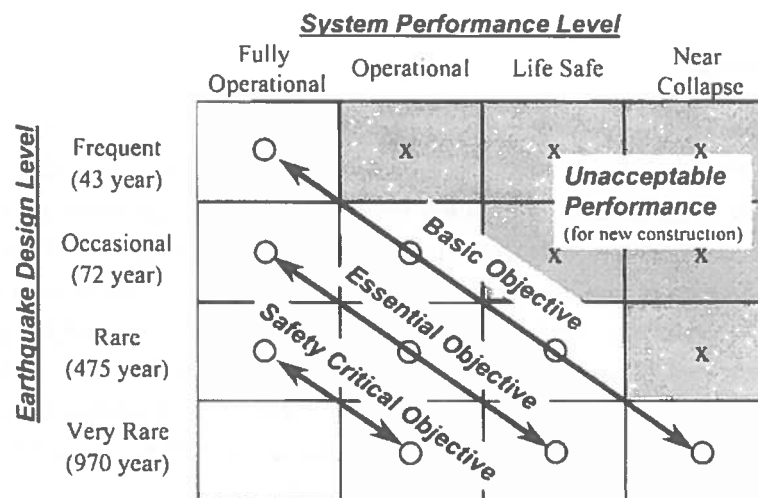 System Performance Level
Fully
Operational
Operational
Life Safe
Near
Collapse
Earthquake Design Level
Frequent
(43 year)
x
x
x
Unacceptable
Performance
(for new construction)
Basic Objective
Occasional
(72 year)
x
x
Essential Objective
Rare
(475 year)
x
Safety Critical Objective
Very Rare
(970 year)